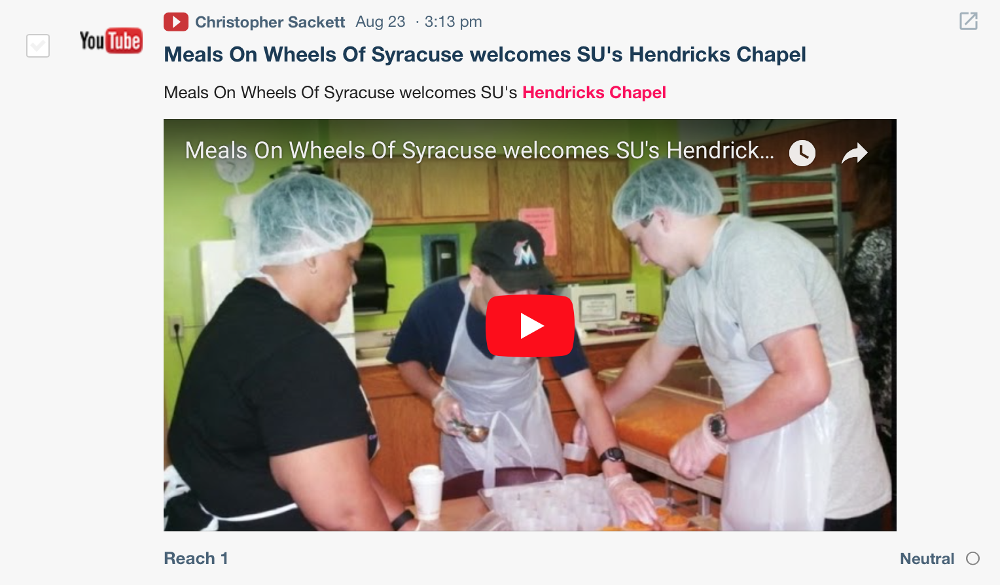 YouTube
Christopher Sackett Aug 23 · 3:13 pm
Meals On Wheels Of Syracuse welcomes SU's Hendricks Chapel
Meals On Wheels Of Syracuse welcomes SU's Hendricks Chapel
Meals On Wheels Of Syracuse welcomes SU's Hendrick...
M
Reach 1
Neutral